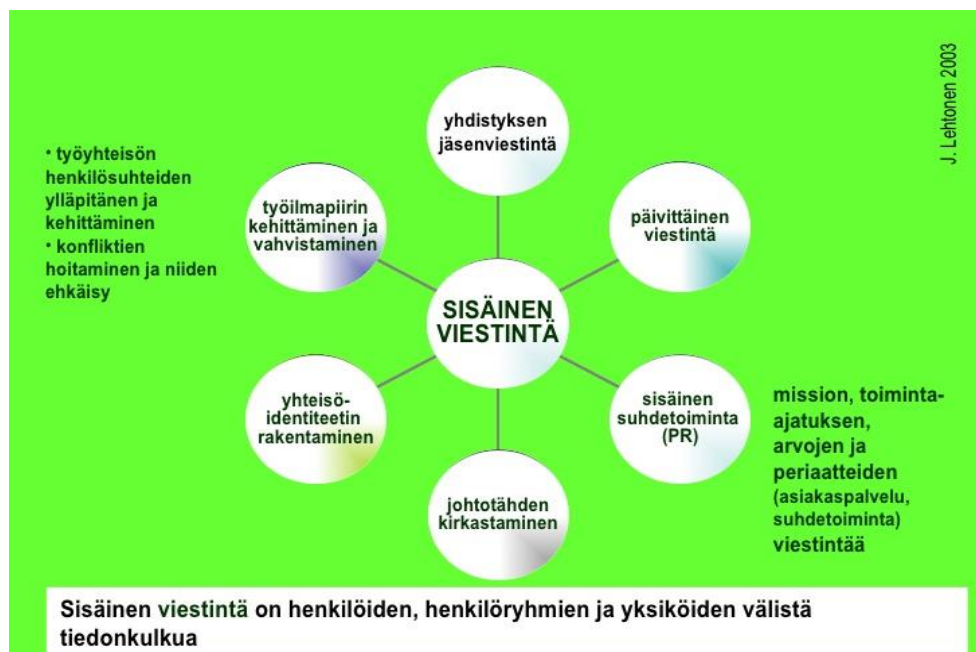 J. Lehtonen 2003
yhdistyksen
jäsenviestintä
• työyhteisön
henkilösuhteiden
ylläpitänen ja
kehittäminen
• konfliktien
hoitaminen ja niiden
ehkäisy
työilmapiirin
kehittäminen ja
vahvistaminen
päivittäinen
viestintä
SISÄINEN
VIESTINTÄ
yhteisö-
identiteetin
rakentaminen
sisäinen
suhdetoiminta
(PR)
mission, toiminta-
ajatuksen,
arvojen ja
periaatteiden
(asiakaspalvelu,
suhdetoiminta)
viestintää
johtotähden
kirkastaminen
Sisäinen viestintä on henkilöiden, henkilöryhmien ja yksiköiden välistä
tiedonkulkua